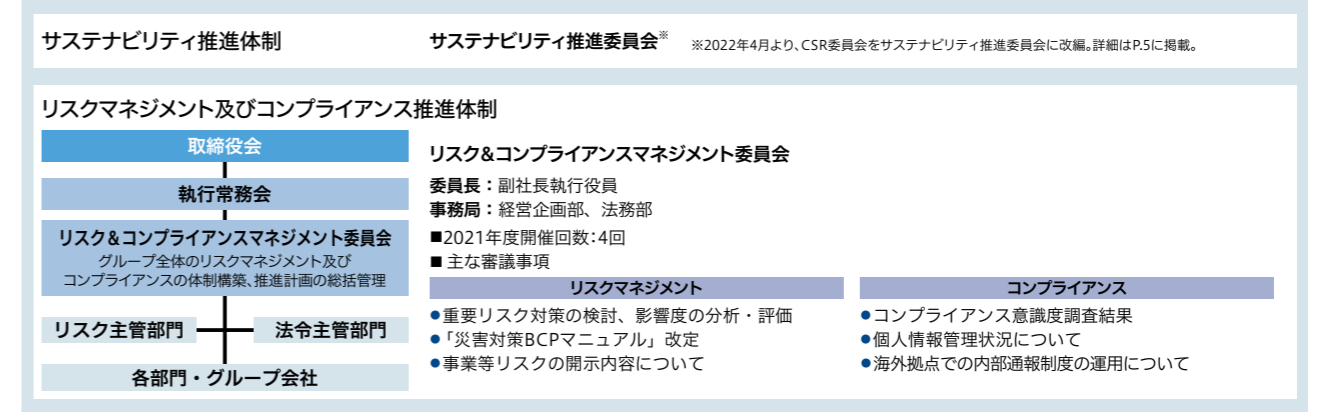 サステナビリティ推進体制
サステナビリティ推進委員会※ ※2022年4月より、CSR委員会をサステナビリティ推進委員会に改編。詳細はP.5に掲載。
リスクマネジメント及びコンプライアンス推進体制
取締役会
執行常務会
リスク&コンプライアンスマネジメント委員会
グループ全体のリスクマネジメント及び
コンプライアンスの体制構築、推進計画の総括管理
リスク主管部門
法令主管部門
各部門・グループ会社
リスク&コンプライアンスマネジメント委員会
委員長：副社長執行役員
事務局：経営企画部、法務部
■2021年度開催回数：4回
■主な審議事項
リスクマネジメント
●重要リスク対策の検討、影響度の分析・評価
●「災害対策BCPマニュアル」改定
●事業等リスクの開示内容について
コンプライアンス
●コンプライアンス意識度調査結果
●個人情報管理状況について
●海外拠点での内部通報制度の運用について